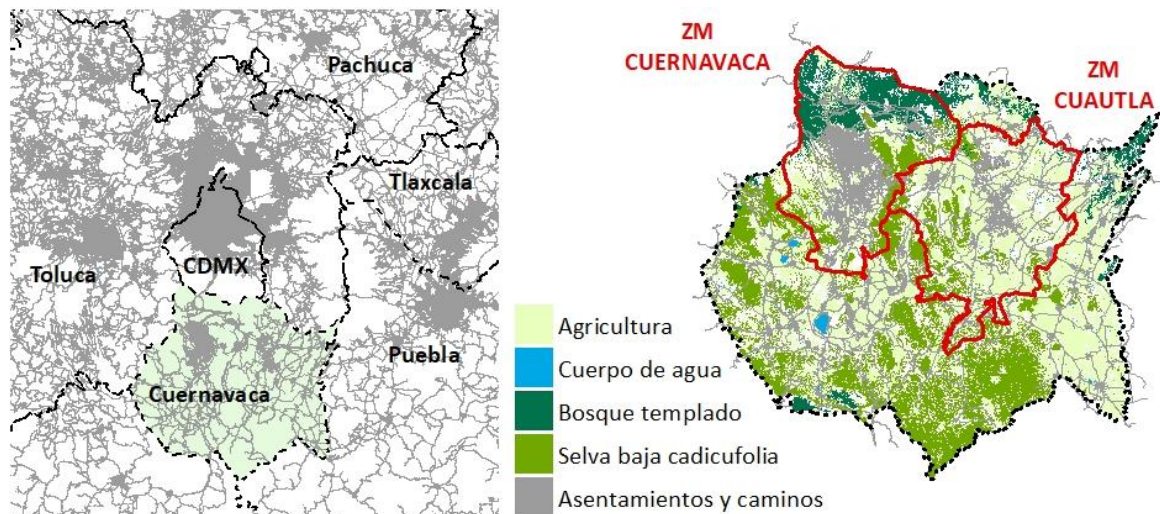 Pachuca
Tlaxcala
Toluca
CDMX
Puebla
Cuernavaca
Agricultura
Cuerpo de agua
Bosque templado
Selva baja cadicufolia
Asentamientos y caminos
ZM
CUERNAVACA
ZM
CUAUTLA